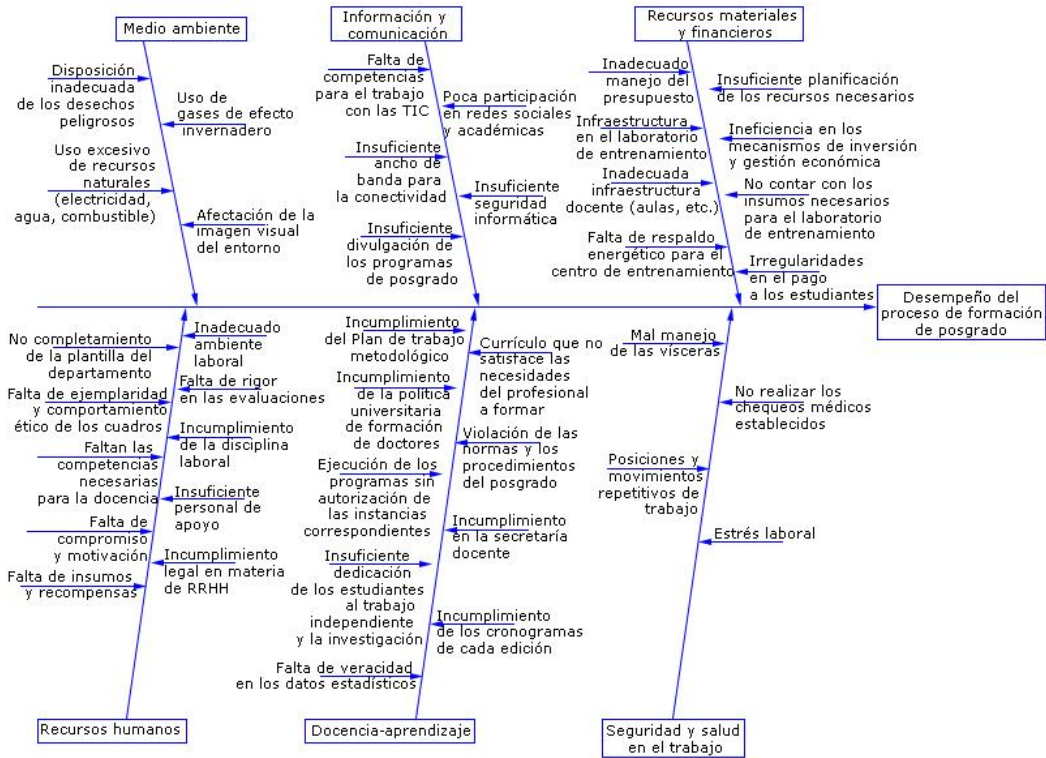 Medio ambiente
Información y
comunicación
Recursos materiales
y financieros
Disposición
inadecuada
de los desechos
peligrosos
Uso de
gases de efecto
invernadero
Uso excesivo
de recursos
naturales
(electricidad,
agua, combustible)
Afectación de la
imagen visual
del entorno
Falta de
competencias
para el trabajo
con las TIC
Poca participación
en redes sociales
y académicas
Insuficiente
ancho de
banda para
la conectividad
Insuficiente
seguridad
informática
Insuficiente
divulgación de
los programas
de posgrado
Inadecuado
manejo del
presupuesto
Insuficiente planificación
de los recursos necesarios
Infraestructura
en el laboratorio
de entrenamiento
Ineficiencia en los
mecanismos de inversión
y gestión económica
Inadecuada
infraestructura
docente (aulas, etc.)
No contar con los
insumos necesarios
para el laboratorio
de entrenamiento
Falta de respaldo
energético para el
centro de entrenamiento
Irregularidades
en el pago
a los estudiantes
Desempeño del
proceso de formación
de posgrado
Inadecuado
ambiente
laboral
No completamiento
de la plantilla del
departamento
Falta de rigor
en las evaluaciones
Falta de ejemplaridad
y comportamiento
ético de los cuadros
Incumplimiento
de la disciplina
laboral
Faltan las
competencias
necesarias
para la docencia
Insuficiente
personal de
apoyo
Falta de
compromiso
y motivación
Incumplimiento
legal en materia
de RRHH
Falta de insumos
y recompensas
Incumplimiento
del Plan de trabajo
metodológico
Currículo que no
satisface las
necesidades
del profesional
a formar
Incumplimiento
de la política
universitaria
de formación
de doctores
Violación de las
normas y los
procedimientos
del posgrado
Ejecución de los
programas sin
autorización de
las instancias
correspondientes
Incumplimiento
en la secretaría
docente
Insuficiente
dedicación
de los estudiantes
al trabajo
independiente
y la investigación
Incumplimiento
de los cronogramas
de cada edición
Falta de veracidad
en los datos estadísticos
Mal manejo
de las vísceras
No realizar los
chequeos médicos
establecidos
Posiciones y
movimientos
repetitivos de
trabajo
Estrés laboral
Recursos humanos
Docencia-aprendizaje
Seguridad y salud
en el trabajo